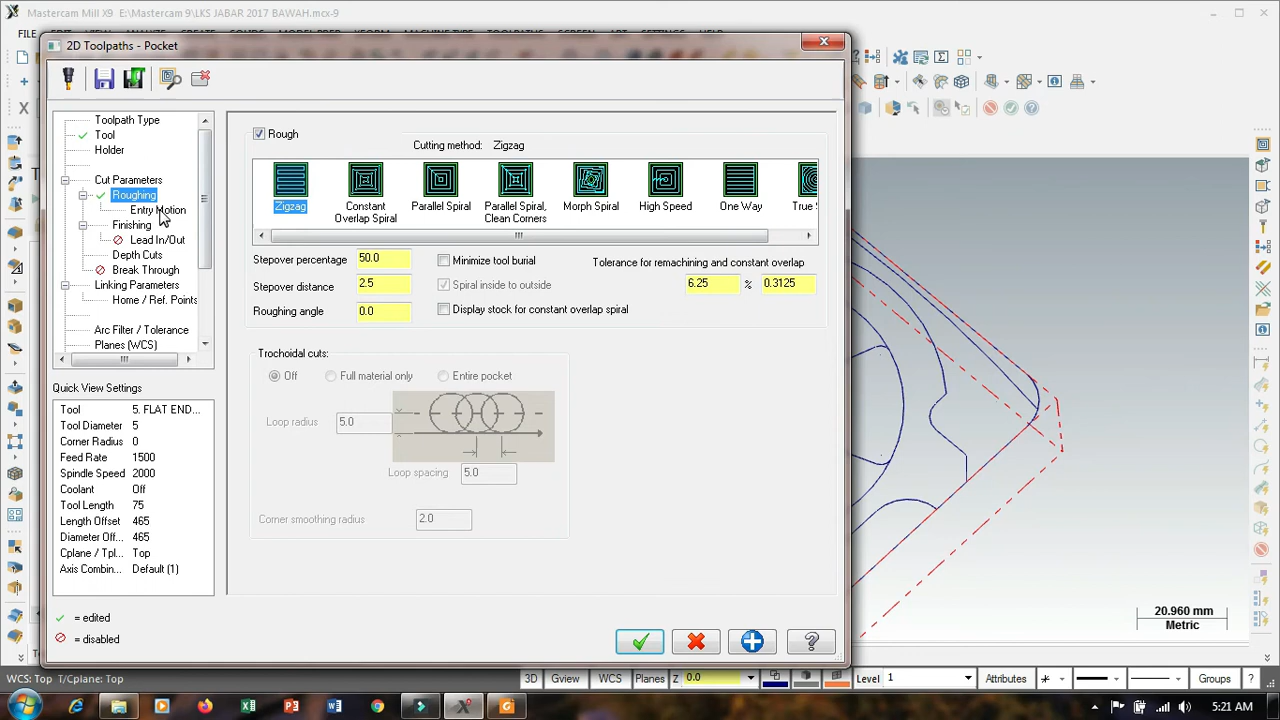 Mastercam Mill X9 E:\Mastercam 9\LKS JABAR 2017 BAWAH.mcx-9
FILE
2D Toolpaths - Pocket
Toolpath Type
Tool
Holder
Cut Parameters
Roughing
Entry Motion
Finishing
Lead In/Out
Depth Cuts
Break Through
Linking Parameters
Home / Ref. Points
Arc Filter / Tolerance
Planes (WCS)
Quick View Settings
Tool 5. FLAT END...
Tool Diameter 5
Corner Radius 0
Feed Rate 1500
Spindle Speed 2000
Coolant Off
Tool Length 75
Length Offset 465
Diameter Of... 465
Cplane / Tpl... Top
Axis Combin... Default (1)
= edited
= disabled
Rough
Cutting method: Zigzag
Zigzag
Constant Overlap Spiral
Parallel Spiral
Parallel Spiral, Clean Corners
Morph Spiral
High Speed
One Way
True S
Stepover percentage 50.0
Stepover distance 2.5
Roughing angle 0.0
Minimize tool burial
Spiral inside to outside
Display stock for constant overlap spiral
Tolerance for remachining and constant overlap
6.25 % 0.3125
Trochoidal cuts:
Off Full material only Entire pocket
Loop radius 5.0
Loop spacing 5.0
Corner smoothing radius 2.0
20.960 mm
Metric
WCS: Top T/Cplane: Top
3D Gview WCS Planes Z 0.0 Level 1 Attributes Groups ?
5:21 AM